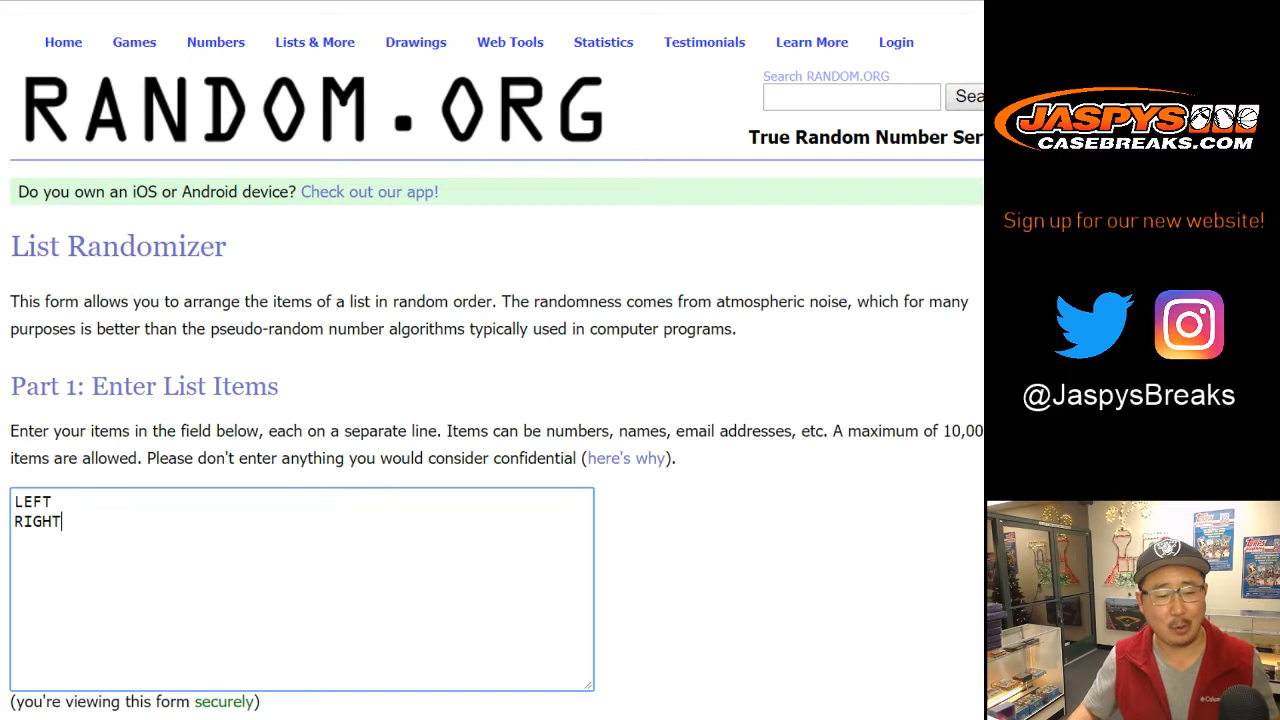 Home Games Numbers Lists & More Drawings Web Tools Statistics Testimonials Learn More Login
RANDOM.ORG
Search RANDOM.ORG
Sea
True Random Number Ser
Do you own an iOS or Android device? Check out our app!
List Randomizer
This form allows you to arrange the items of a list in random order. The randomness comes from atmospheric noise, which for many
purposes is better than the pseudo-random number algorithms typically used in computer programs.
Part 1: Enter List Items
Enter your items in the field below, each on a separate line. Items can be numbers, names, email addresses, etc. A maximum of 10,00
items are allowed. Please don't enter anything you would consider confidential (here's why).
LEFT
RIGHT
(you're viewing this form securely)
JASPYS
CASEBREAKS.COM
Sign up for our new website!
@JaspysBreaks